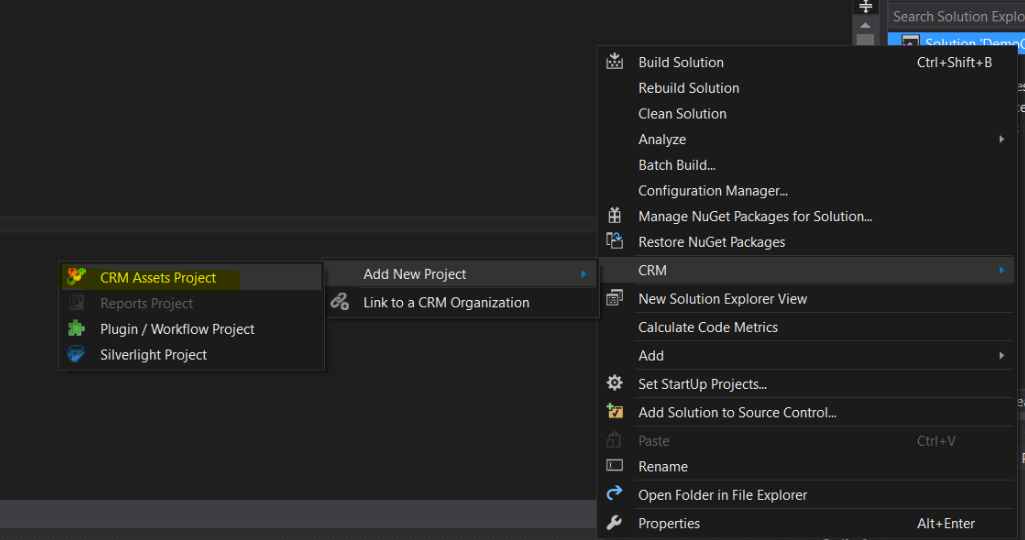 Search Solution Explo
Solution 'Demo
Build Solution Ctrl+Shift+B
Rebuild Solution
Clean Solution
Analyze
Batch Build...
Configuration Manager...
Manage NuGet Packages for Solution...
Restore NuGet Packages
CRM
New Solution Explorer View
Calculate Code Metrics
Add
Set StartUp Projects...
Add Solution to Source Control...
Paste Ctrl+V
Rename
Open Folder in File Explorer
Properties Alt+Enter
Add New Project
Link to a CRM Organization
CRM Assets Project
Reports Project
Plugin / Workflow Project
Silverlight Project